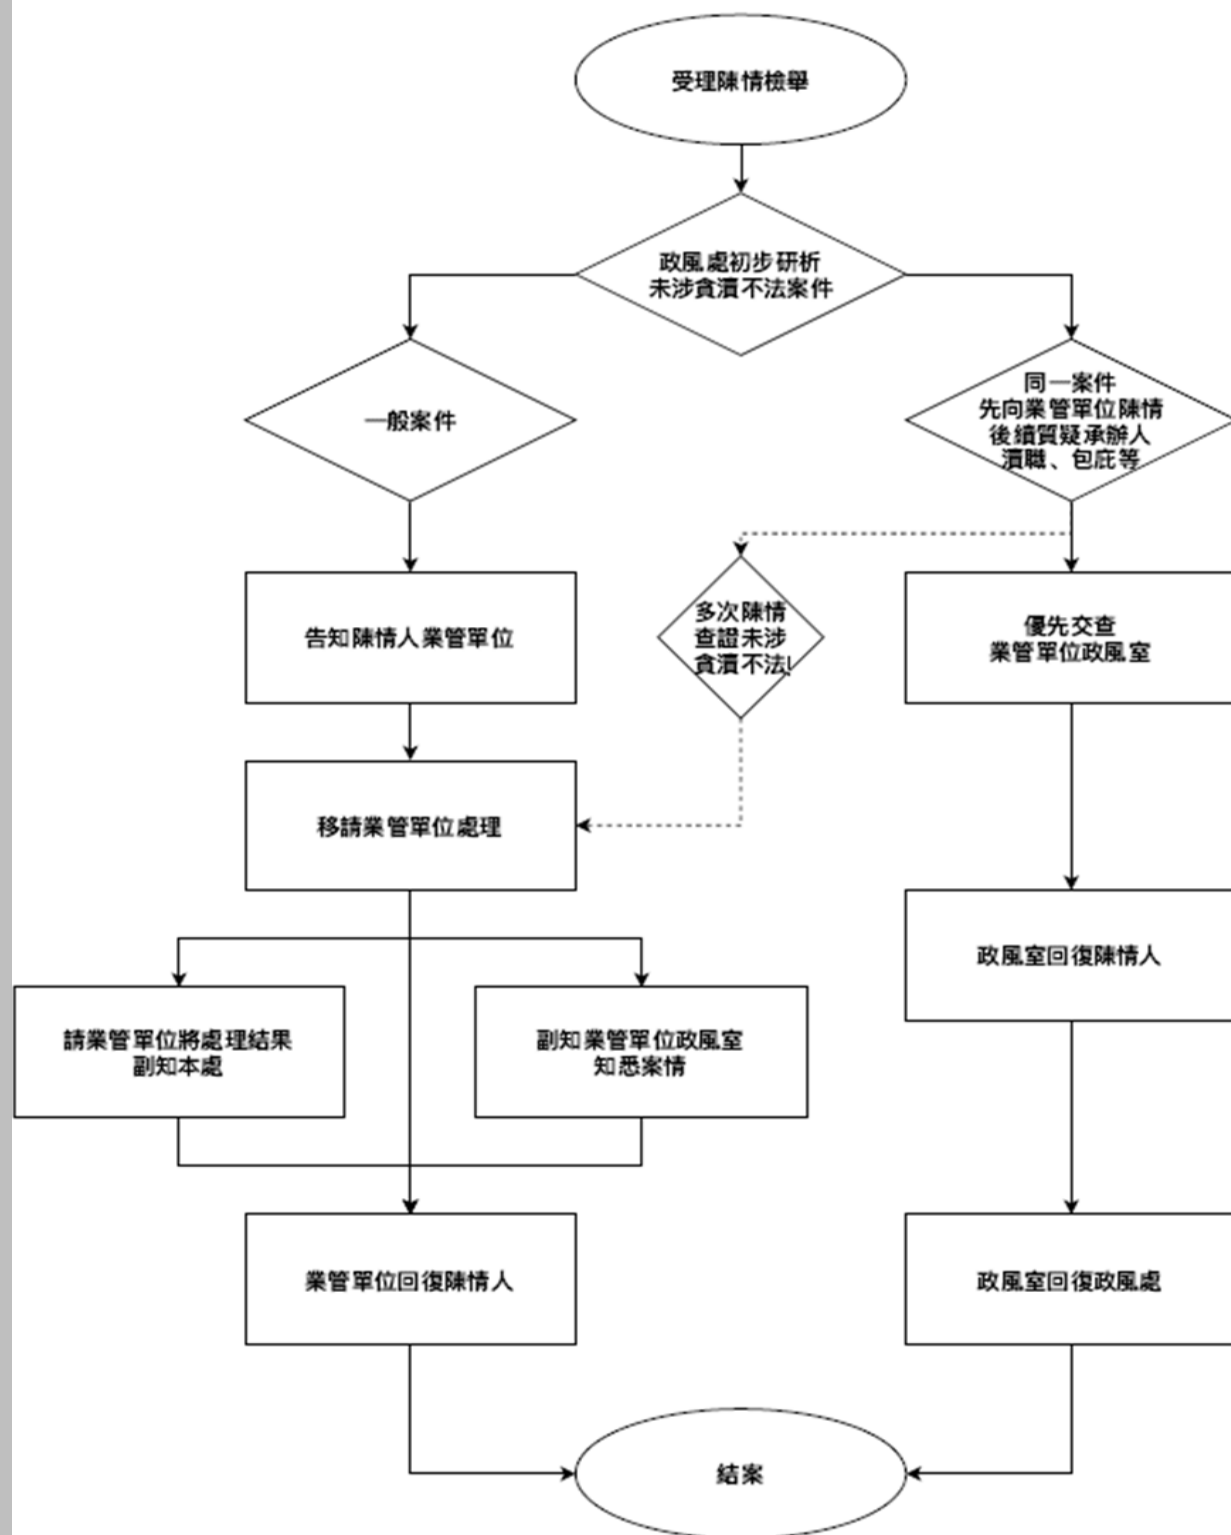 受理陳情檢舉
政風處初步研析
未涉貪瀆不法案件
一般案件
同一案件
先向業管單位陳情
後續質疑承辦人
瀆職、包庇等
告知陳情人業管單位
多次陳情
查證未涉
貪瀆不法
優先交查
業管單位政風室
移請業管單位處理
政風室回復陳情人
請業管單位將處理結果
副知本處
副知業管單位政風室
知悉案情
業管單位回復陳情人
政風室回復政風處
結案